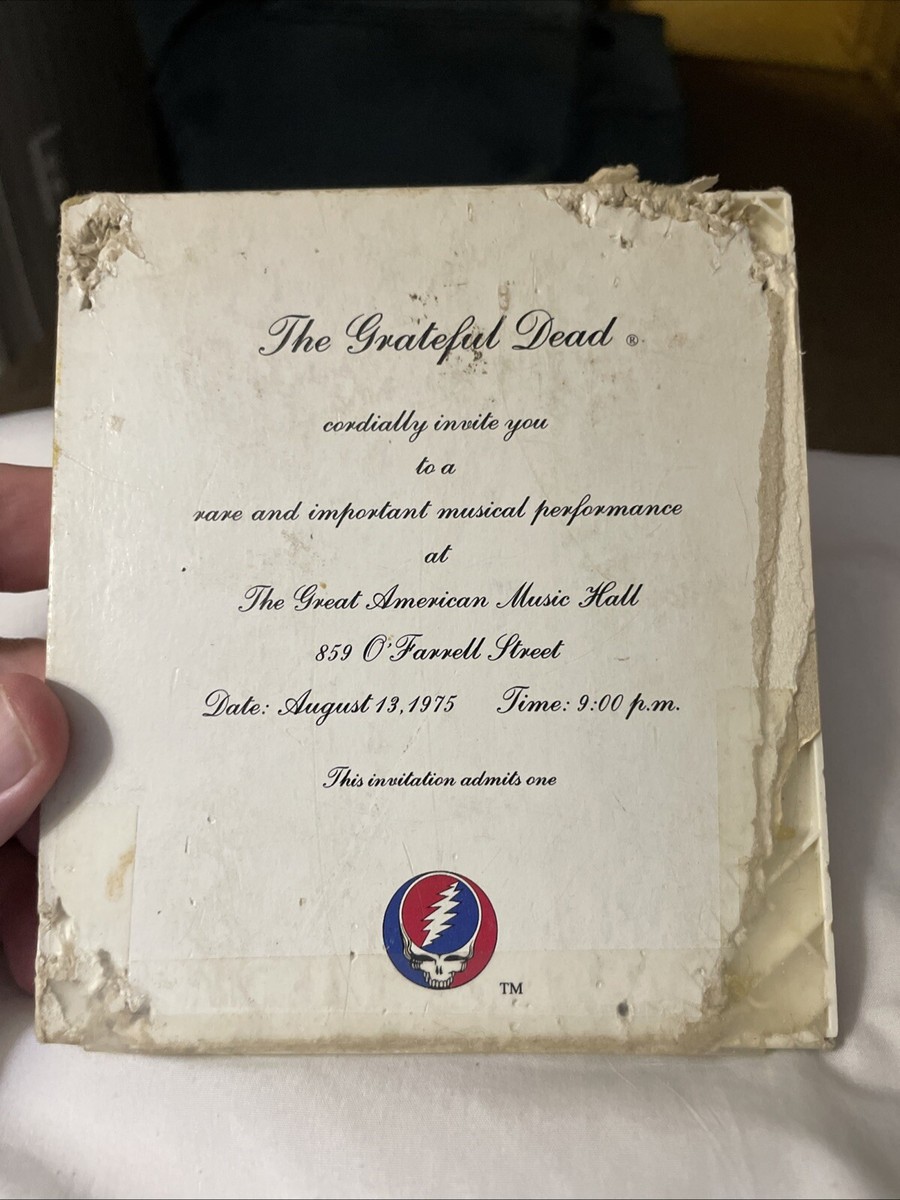 The Grateful Dead ®
cordially invite you
to a
rare and important musical performance
at
The Great American Music Hall
859 O'Farrell Street
Date: August 13, 1975 Time: 9:00 p.m.
This invitation admits one
TM